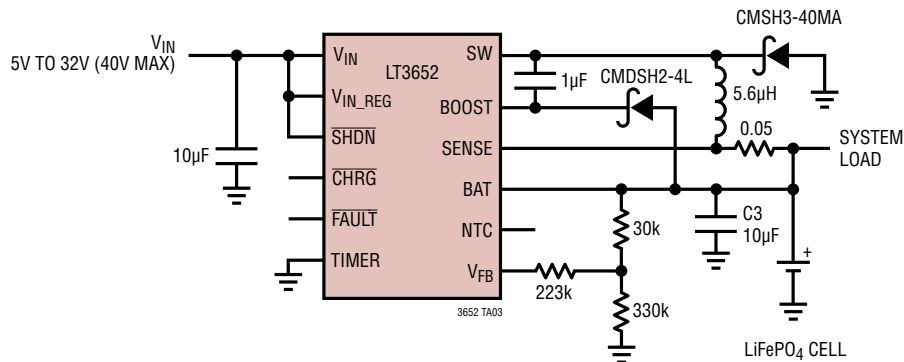 CMSH3-40MA
VIN
5V TO 32V (40V MAX)
VIN
LT3652
SW
1µF
CMDSH2-4L
VIN_REG
BOOST
5.6µH
SHDN
0.05
SYSTEM
LOAD
10µF
SENSE
CHRG
BAT
FAULT
NTC
30k
C3
10µF
TIMER
VFB
+
223k
330k
3652 TA03
LiFePO4 CELL